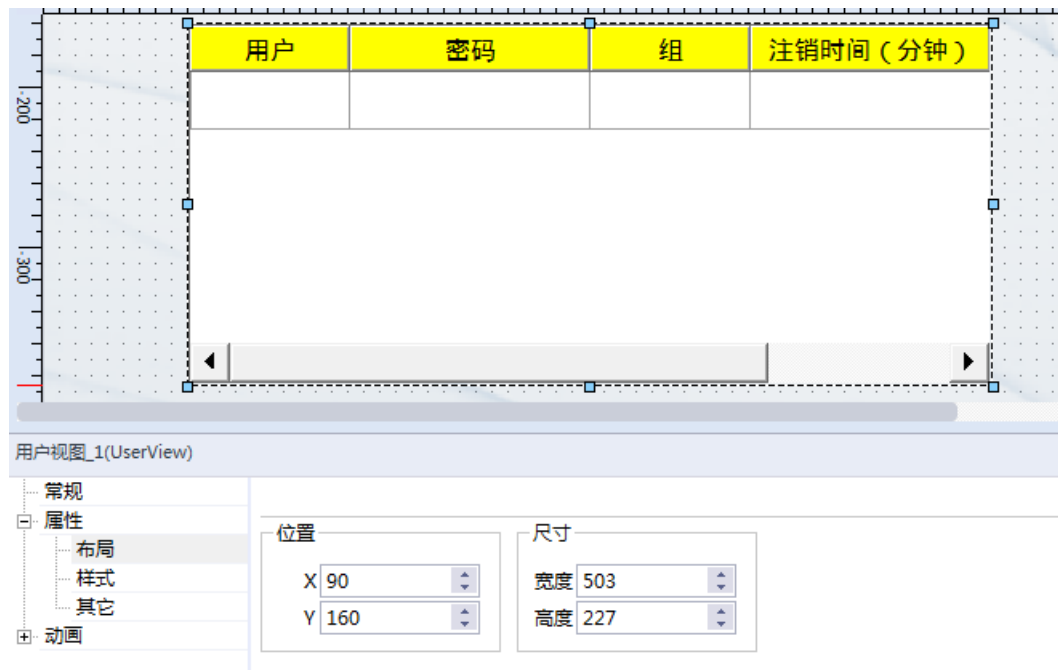 用户 密码 组 注销时间（分钟）
200
300
用户视图_1(UserView)
常规
属性
布局
样式
其它
动画
位置
X 90
Y 160
尺寸
宽度 503
高度 227